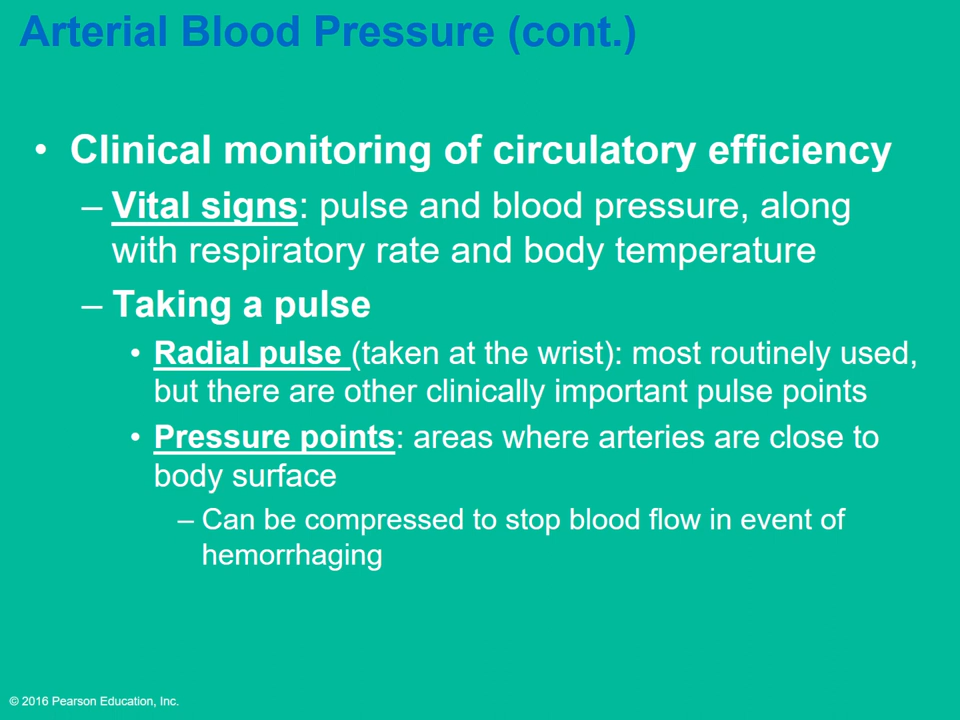 Arterial Blood Pressure (cont.)
• Clinical monitoring of circulatory efficiency
– Vital signs: pulse and blood pressure, along
with respiratory rate and body temperature
– Taking a pulse
• Radial pulse (taken at the wrist): most routinely used,
but there are other clinically important pulse points
• Pressure points: areas where arteries are close to
body surface
– Can be compressed to stop blood flow in event of
hemorrhaging
© 2016 Pearson Education, Inc.